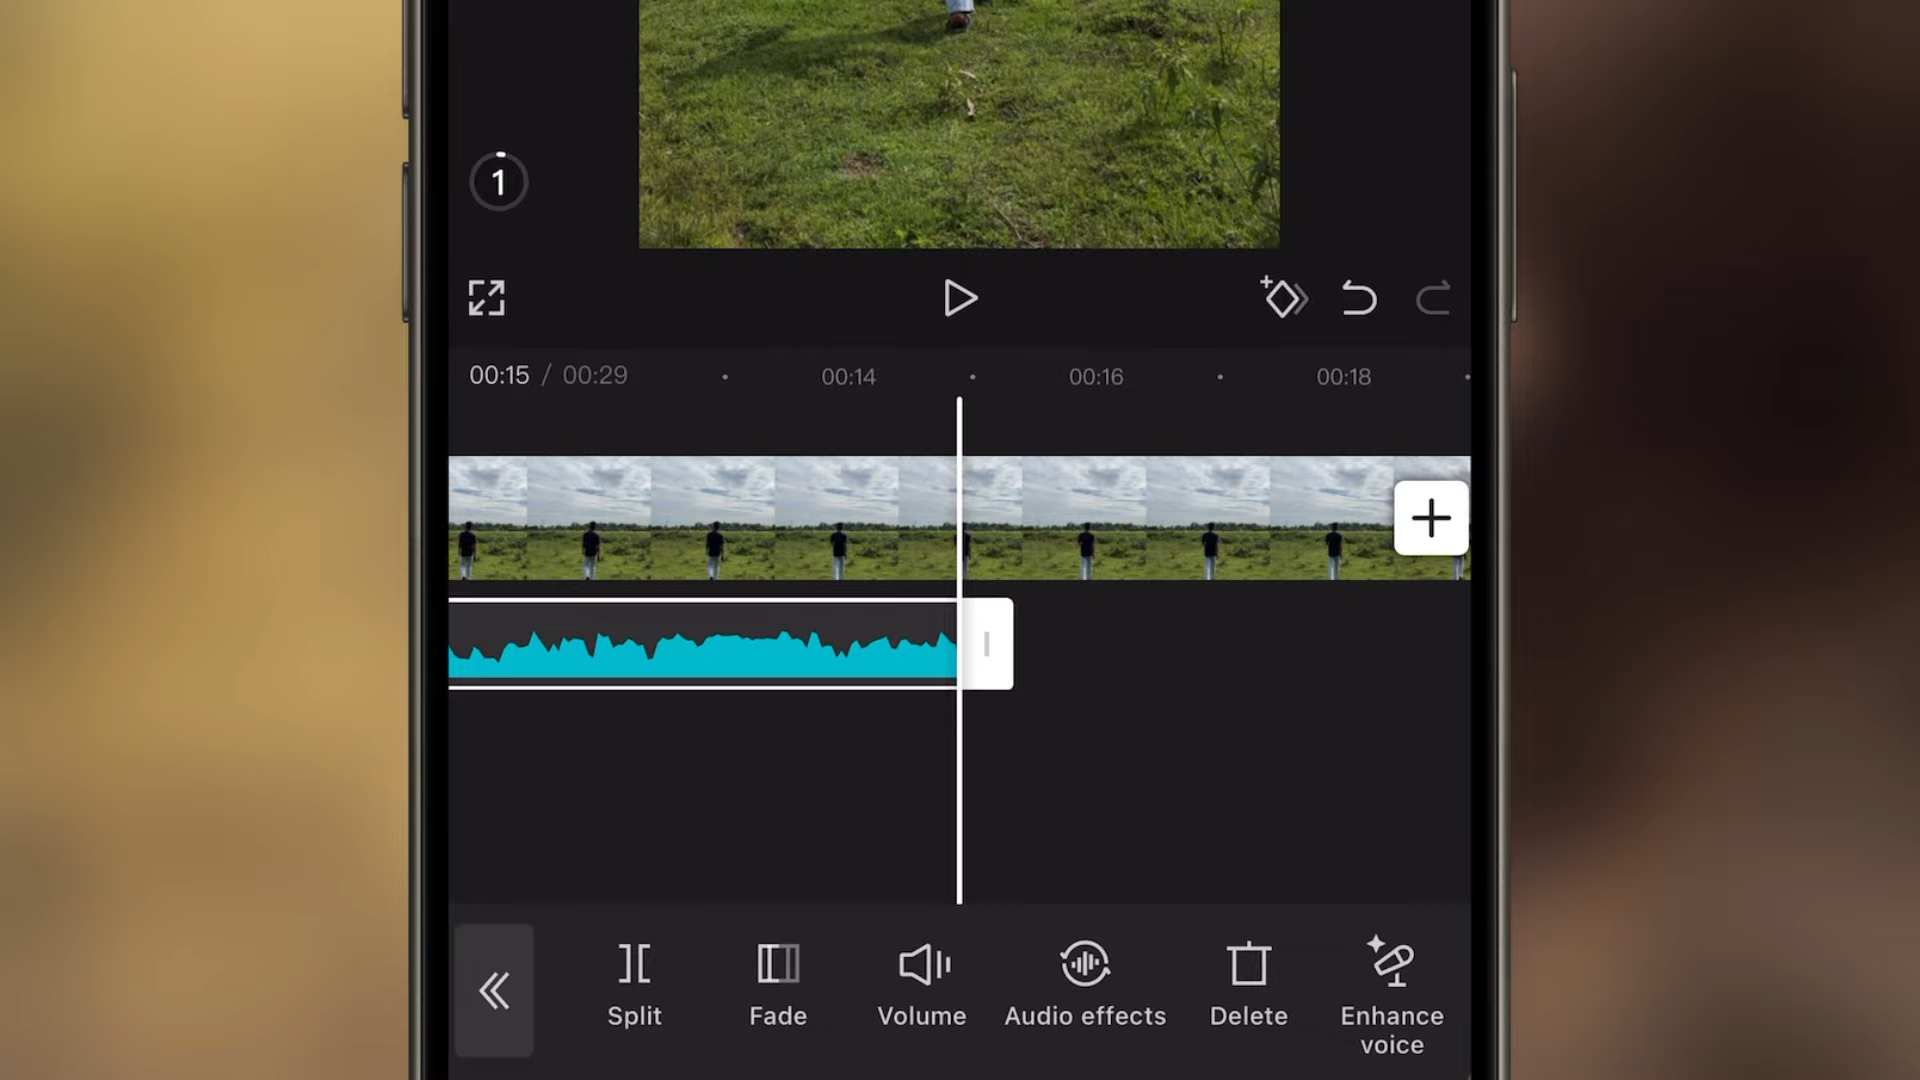 1
00:15 / 00:29 00:14 00:16 00:18
Split Fade Volume Audio effects Delete Enhance
voice